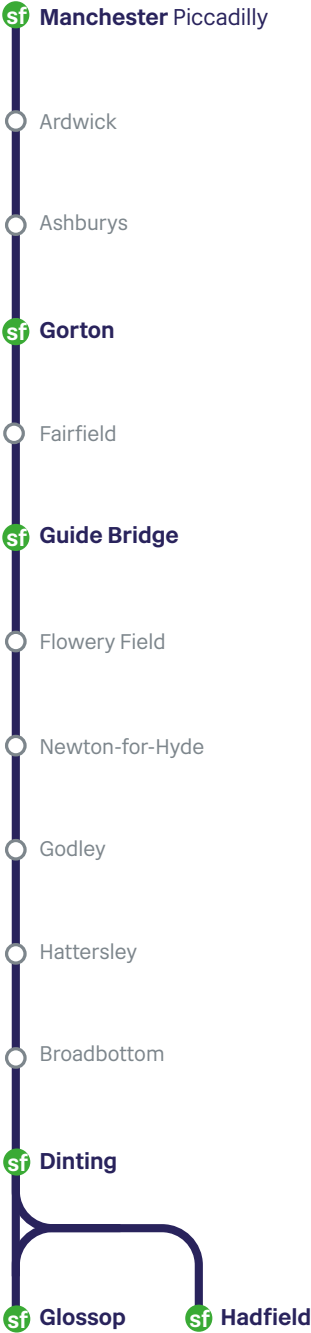 sf Manchester Piccadilly
Ardwick
Ashburys
sf Gorton
Fairfield
sf Guide Bridge
Flowery Field
Newton-for-Hyde
Godley
Hattersley
Broadbottom
sf Dinting
sf Glossop sf Hadfield